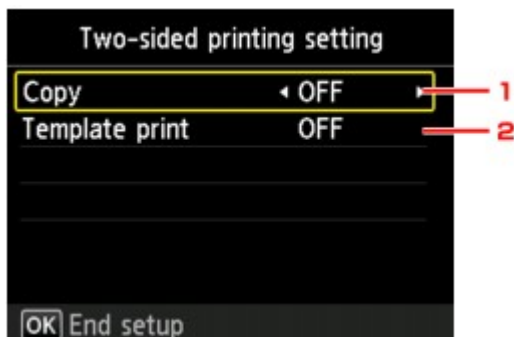 Two-sided printing setting
Copy OFF 1
Template print OFF 2
OK End setup